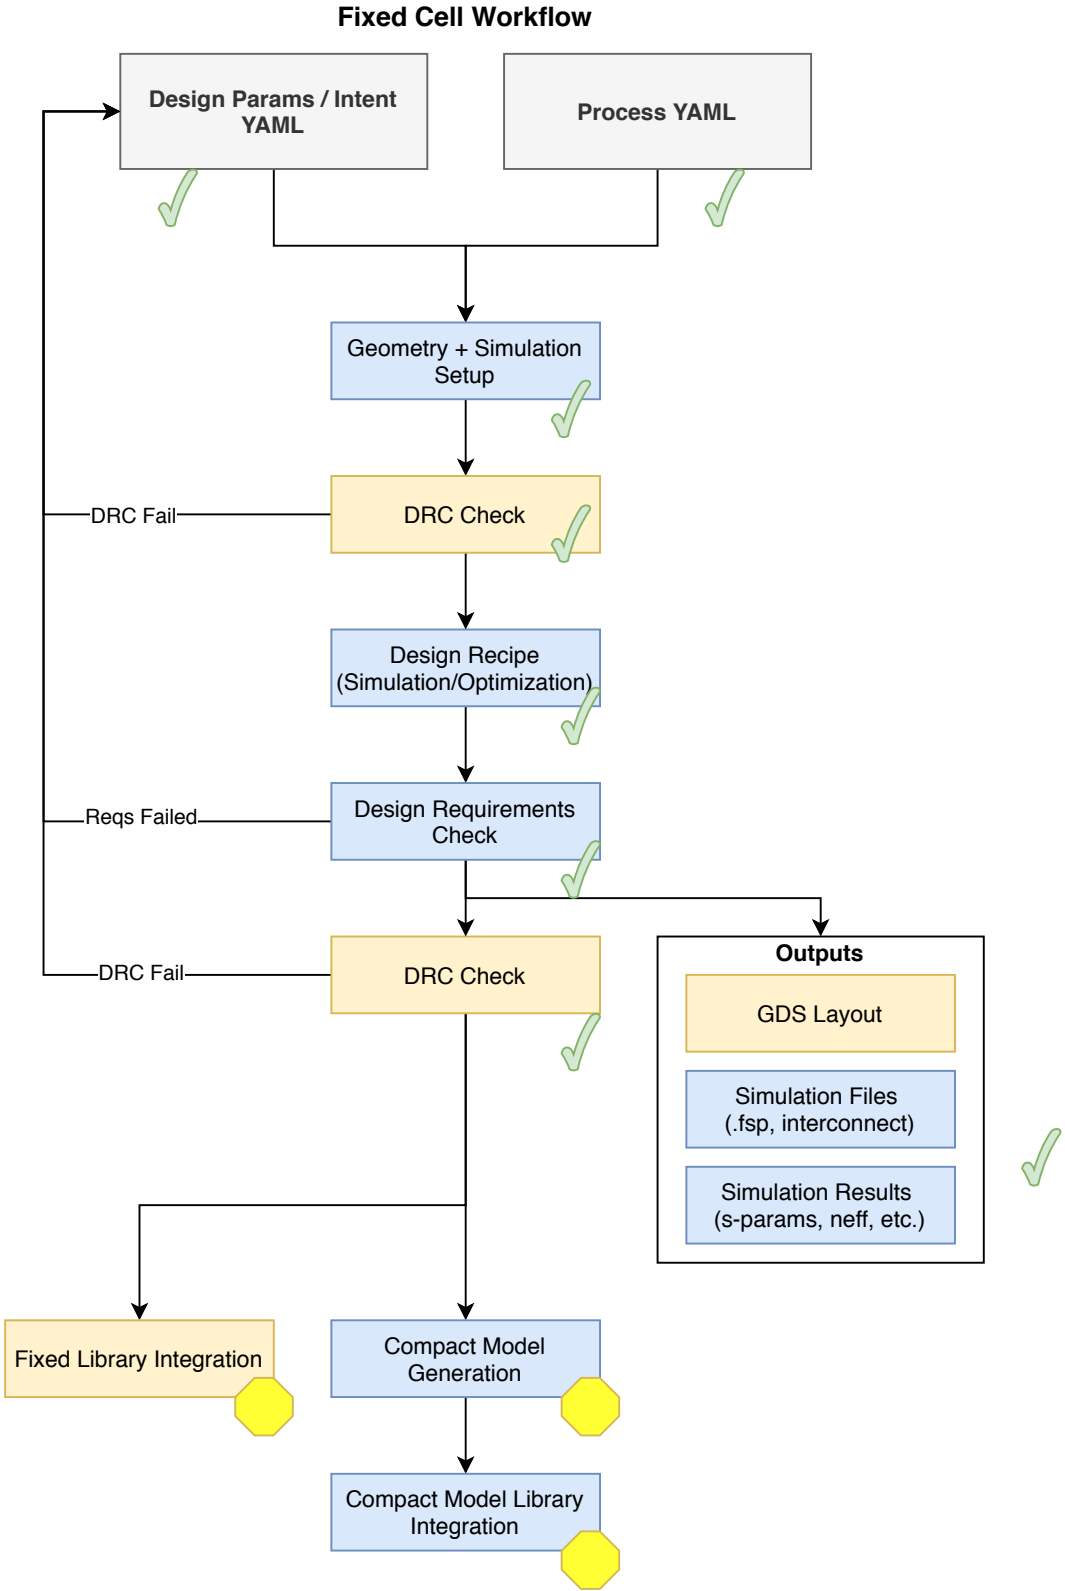 Fixed Cell Workflow
Design Params / Intent
YAML
Process YAML
Geometry + Simulation
Setup
DRC Fail
DRC Check
Design Recipe
(Simulation/Optimization)
Reqs Failed
Design Requirements
Check
DRC Fail
DRC Check
Outputs
GDS Layout
Simulation Files
(.fsp, interconnect)
Simulation Results
(s-params, neff, etc.)
Fixed Library Integration
Compact Model
Generation
Compact Model Library
Integration